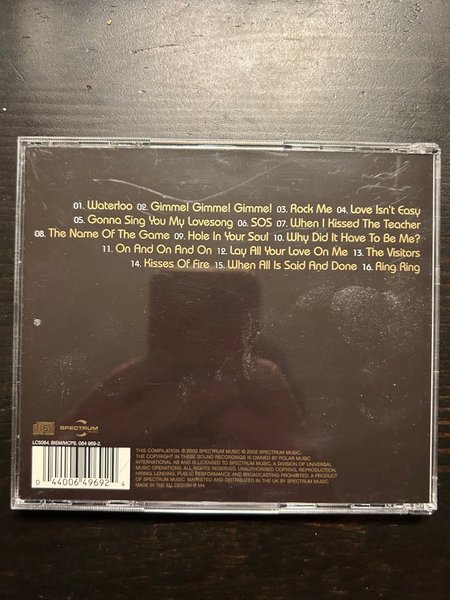 01. Waterloo 02. Gimme! Gimme! Gimme! 03. Rock Me 04. Love Isn't Easy
05. Gonna Sing You My Lovesong 06. SOS 07. When I Kissed The Teacher
08. The Name Of The Game 09. Hole In Your Soul 10. Why Did It Have To Be Me?
11. On And On And On 12. Lay All Your Love On Me 13. The Visitors
14. Kisses Of Fire 15. When All Is Said And Done 16. Ring Ring
COMPACT
disc
DIGITAL AUDIO
SPECTRUM
LC5064. BIEM/MCPS. 064 969-2.
0 44006 49692 4
THIS COMPILATION: ℗ 2002 SPECTRUM MUSIC © 2002 SPECTRUM MUSIC.
THE COPYRIGHT IN THESE SOUND RECORDINGS IS OWNED BY POLAR MUSIC
INTERNATIONAL AB AND IS LICENSED TO SPECTRUM MUSIC, A DIVISION OF UNIVERSAL
MUSIC OPERATIONS. ALL RIGHTS RESERVED. UNAUTHORISED COPYING, REPRODUCTION,
HIRING, LENDING, PUBLIC PERFORMANCE AND BROADCASTING PROHIBITED. A PRODUCT
OF SPECTRUM MUSIC. MARKETED AND DISTRIBUTED IN THE UK BY SPECTRUM MUSIC.
MADE IN THE EU. DESIGN @ M4